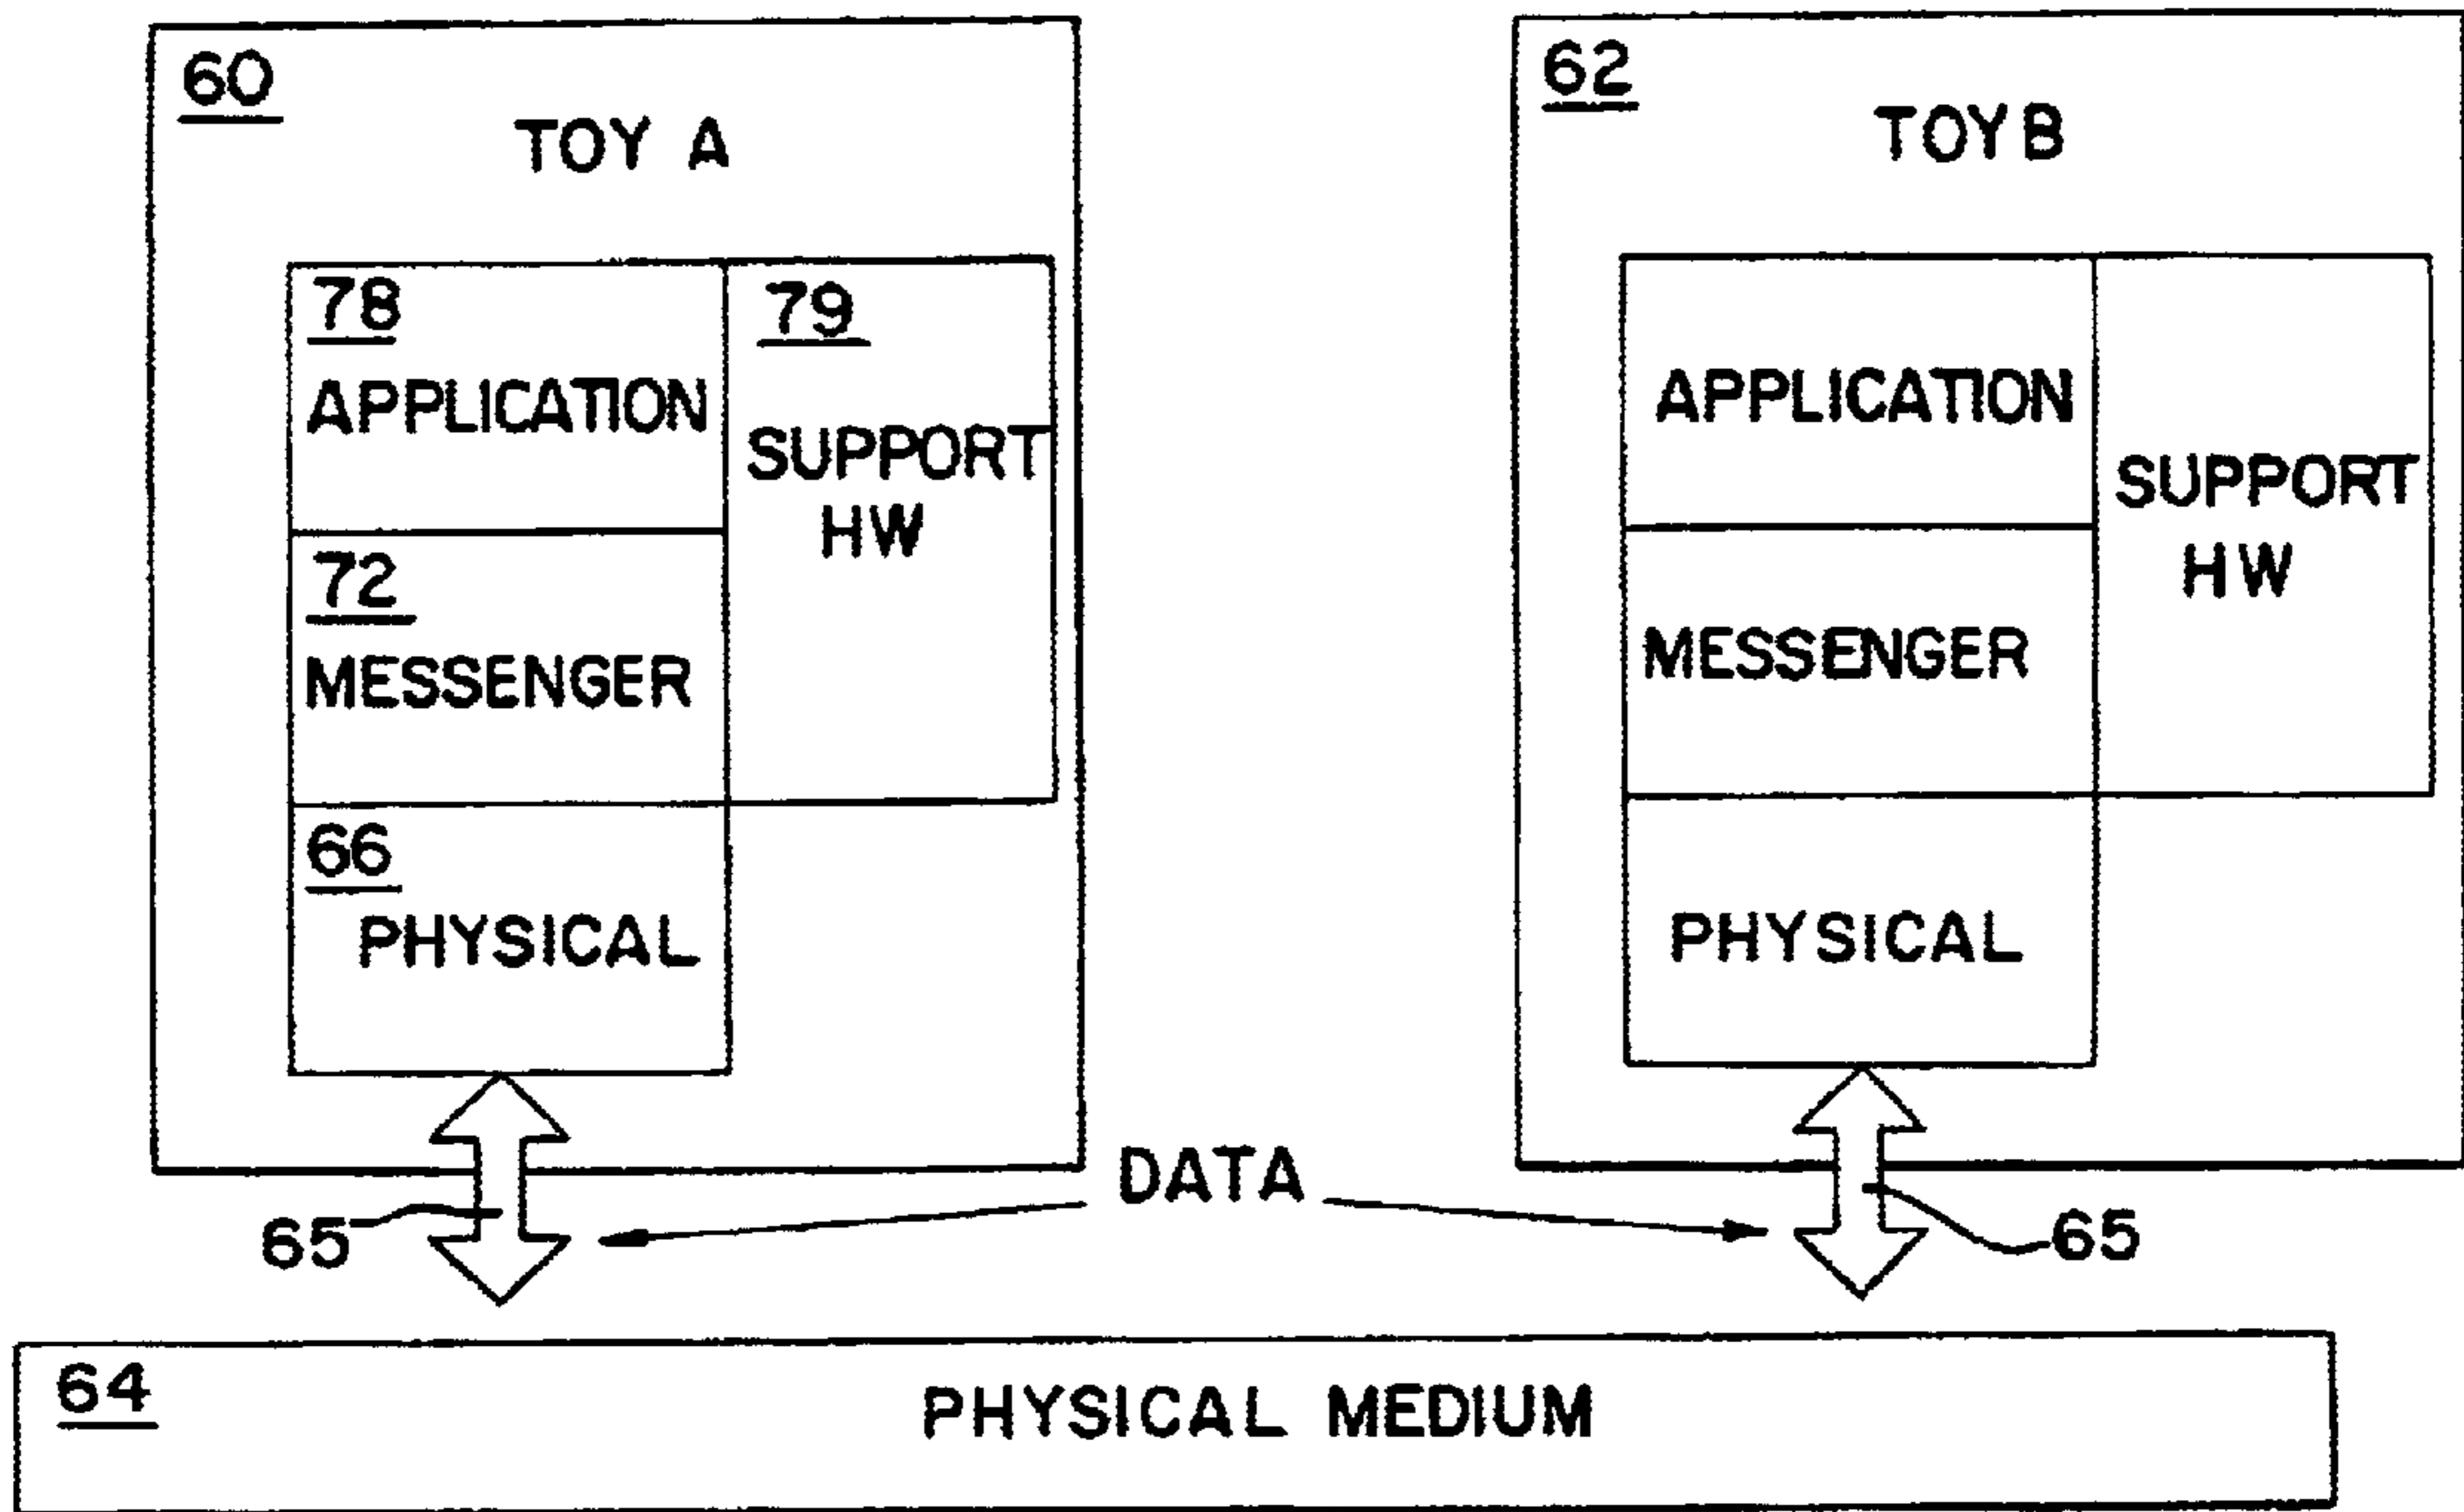 60
TOY A
78
APPLICATION
79
SUPPORT
HW
72
MESSENGER
66
PHYSICAL
62
TOY B
APPLICATION
SUPPORT
HW
MESSENGER
PHYSICAL
65
DATA
65
64
PHYSICAL MEDIUM